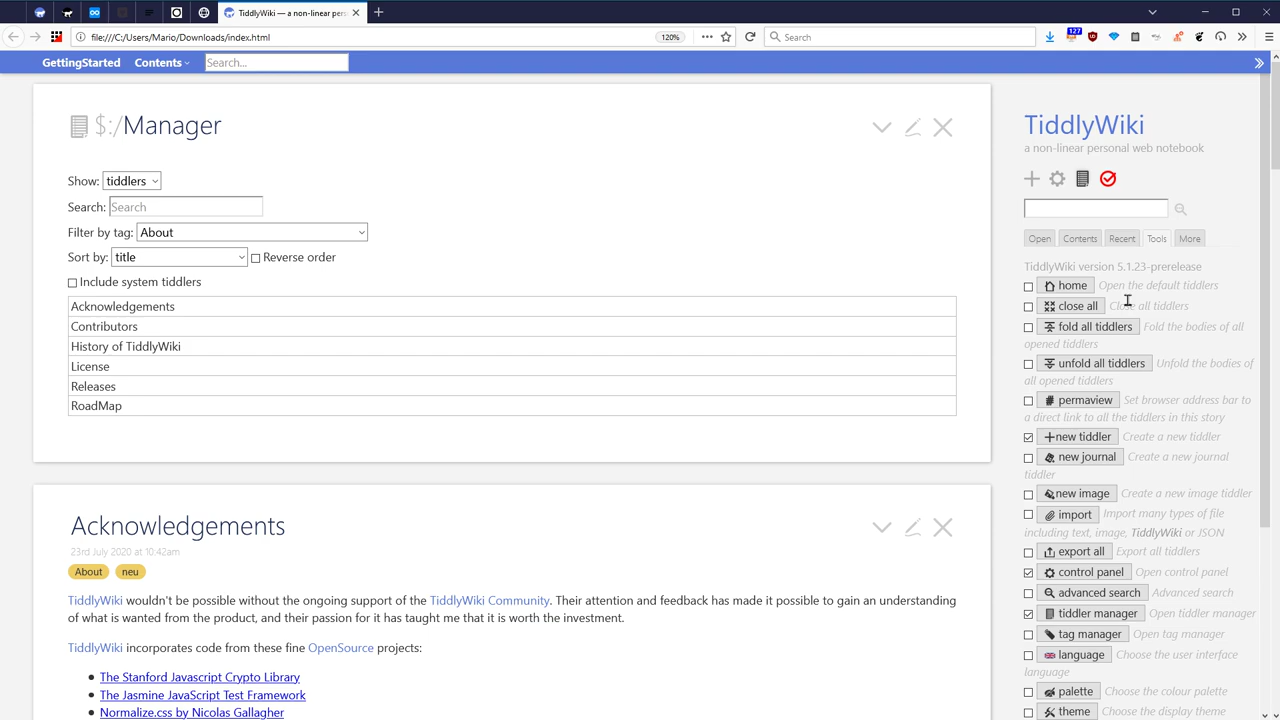 TiddlyWiki — a non-linear pers
file:///C:/Users/Mario/Downloads/index.html
120%
Search
127
GettingStarted
Contents
Search...
$:/Manager
Show: tiddlers
Search: Search
Filter by tag: About
Sort by: title
Reverse order
Include system tiddlers
Acknowledgements
Contributors
History of TiddlyWiki
License
Releases
RoadMap
Acknowledgements
23rd July 2020 at 10:42am
About
neu
TiddlyWiki wouldn't be possible without the ongoing support of the TiddlyWiki Community. Their attention and feedback has made it possible to gain an understanding
of what is wanted from the product, and their passion for it has taught me that it is worth the investment.
TiddlyWiki incorporates code from these fine OpenSource projects:
The Stanford Javascript Crypto Library
The Jasmine JavaScript Test Framework
Normalize.css by Nicolas Gallagher
TiddlyWiki
a non-linear personal web notebook
Open
Contents
Recent
Tools
More
TiddlyWiki version 5.1.23-prerelease
home Open the default tiddlers
close all Close all tiddlers
fold all tiddlers Fold the bodies of all
opened tiddlers
unfold all tiddlers Unfold the bodies of
all opened tiddlers
permaview Set browser address bar to
a direct link to all the tiddlers in this story
new tiddler Create a new tiddler
new journal Create a new journal
tiddler
new image Create a new image tiddler
import Import many types of file
including text, image, TiddlyWiki or JSON
export all Export all tiddlers
control panel Open control panel
advanced search Advanced search
tiddler manager Open tiddler manager
tag manager Open tag manager
language Choose the user interface
language
palette Choose the colour palette
theme Choose the display theme